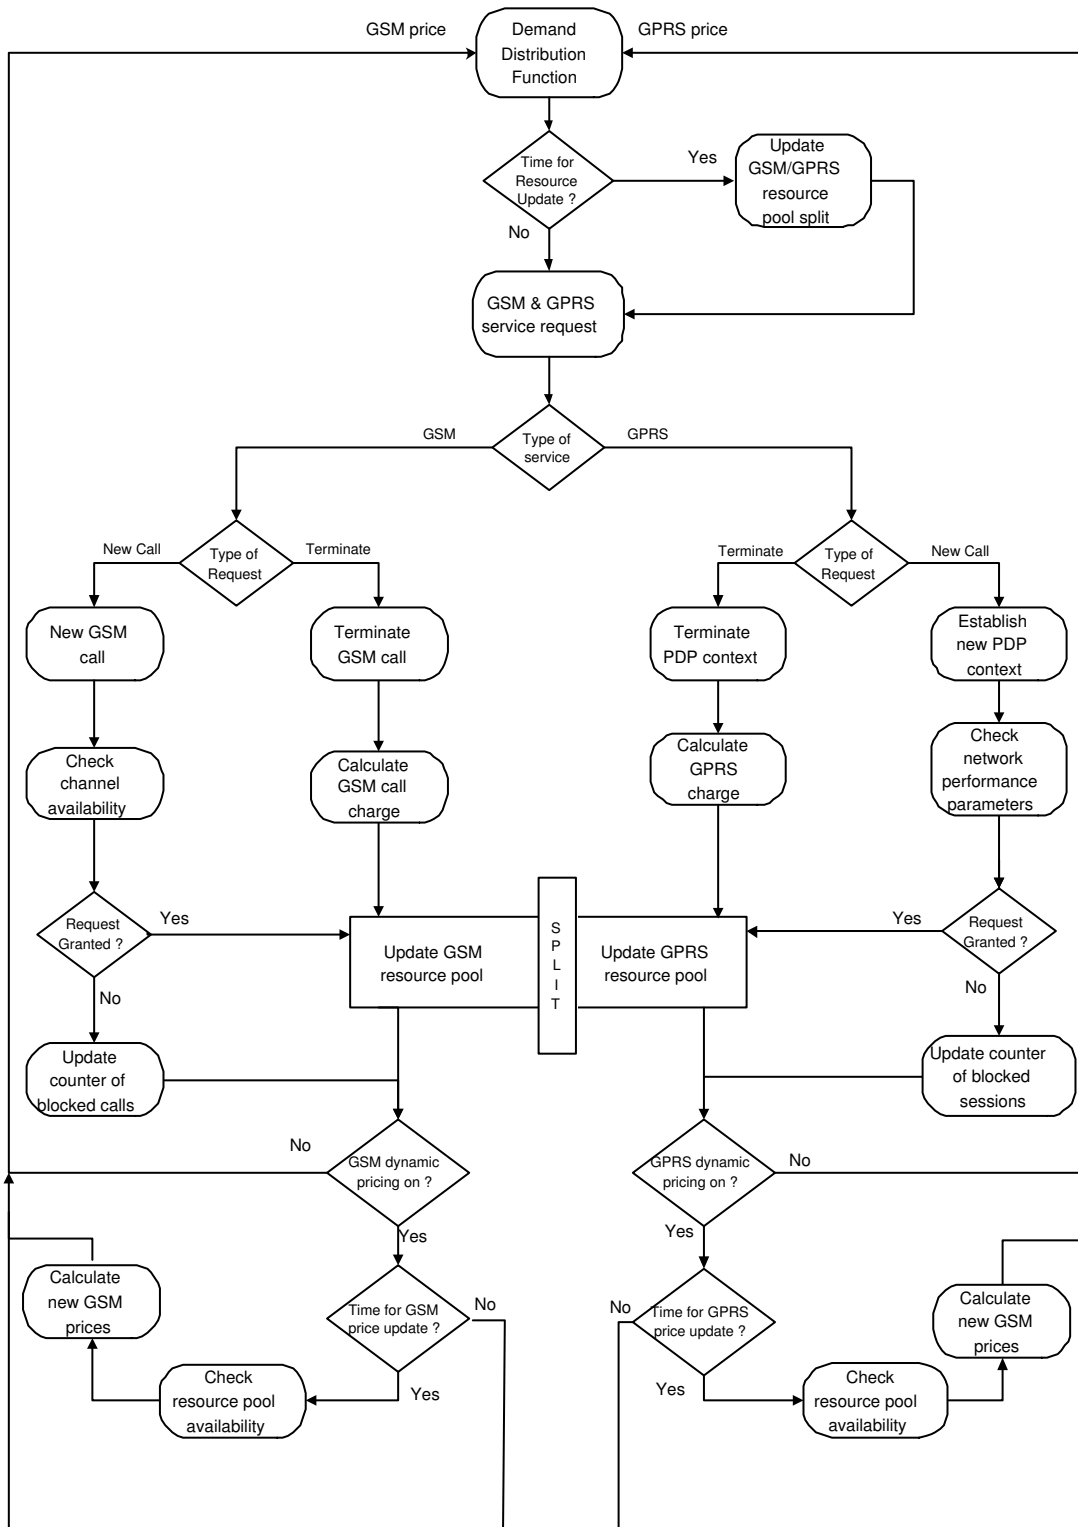 GSM price
Demand
Distribution
Function
GPRS price
Time for
Resource
Update ?
Yes
Update
GSM/GPRS
resource
pool split
No
GSM & GPRS
service request
GSM
Type of
service
GPRS
New Call
Type of
Request
Terminate
Terminate
Type of
Request
New Call
New GSM
call
Terminate
GSM call
Terminate
PDP context
Establish
new PDP
context
Check
channel
availability
Calculate
GSM call
charge
Calculate
GPRS
charge
Check
network
performance
parameters
Request
Granted ?
Yes
Update GSM
resource pool
S
P
L
I
T
Update GPRS
resource pool
Yes
Request
Granted ?
No
No
Update
counter of
blocked calls
Update counter
of blocked
sessions
No
GSM dynamic
pricing on ?
GPRS dynamic
pricing on ?
No
Yes
Yes
Calculate
new GSM
prices
Time for GSM
price update ?
No
No
Time for GPRS
price update ?
Calculate
new GSM
prices
Check
resource pool
availability
Yes
Yes
Check
resource pool
availability